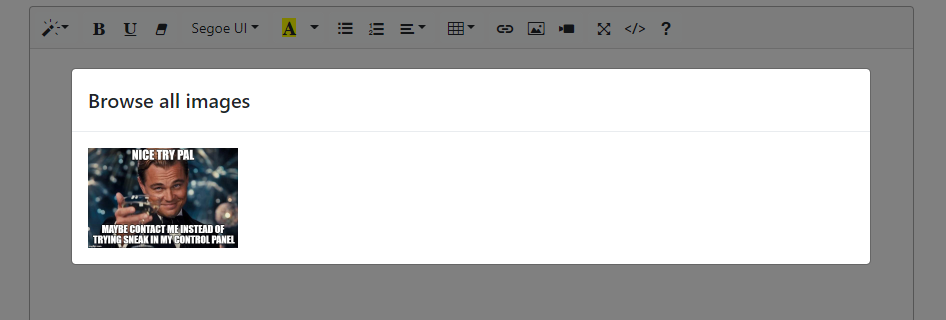 B U Segoe UI A </> ?
Browse all images
NICE TRY PAL
MAYBE CONTACT ME INSTEAD OF
TRYING SNEAK IN MY CONTROL PANEL